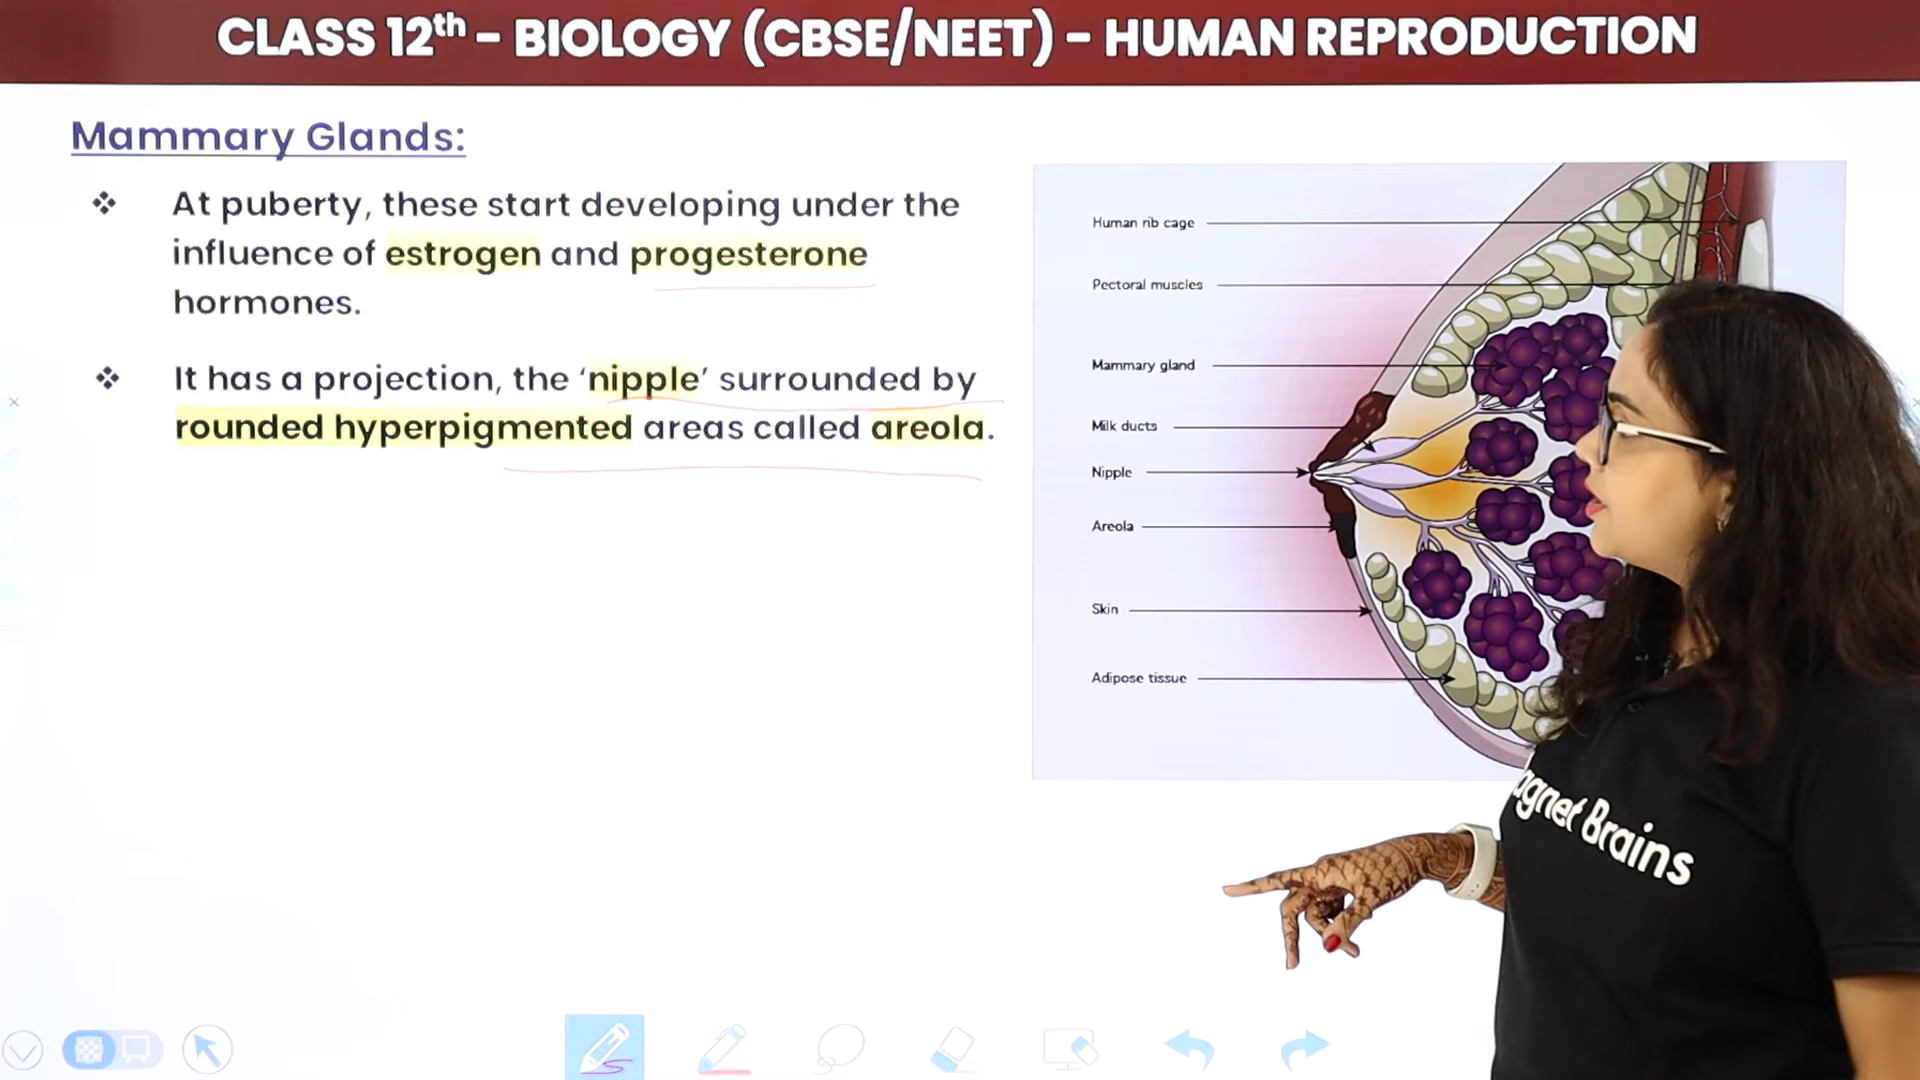 CLASS 12th - BIOLOGY (CBSE/NEET) - HUMAN REPRODUCTION
Mammary Glands:
❖ At puberty, these start developing under the
influence of estrogen and progesterone
hormones.
❖ It has a projection, the ‘nipple’ surrounded by
rounded hyperpigmented areas called areola.
Human rib cage
Pectoral muscles
Mammary gland
Milk ducts
Nipple
Areola
Skin
Adipose tissue
agnet Brains